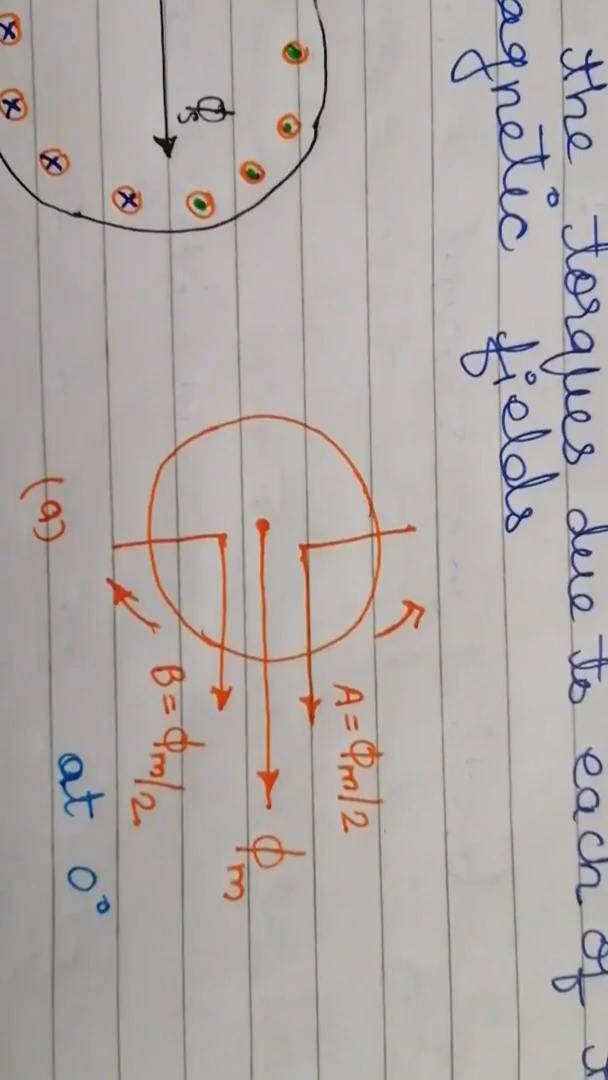 the torques due to each of
agnetic fields
ϕs
A = ϕm/2
ϕm
B = ϕm/2
(a)
at 0°